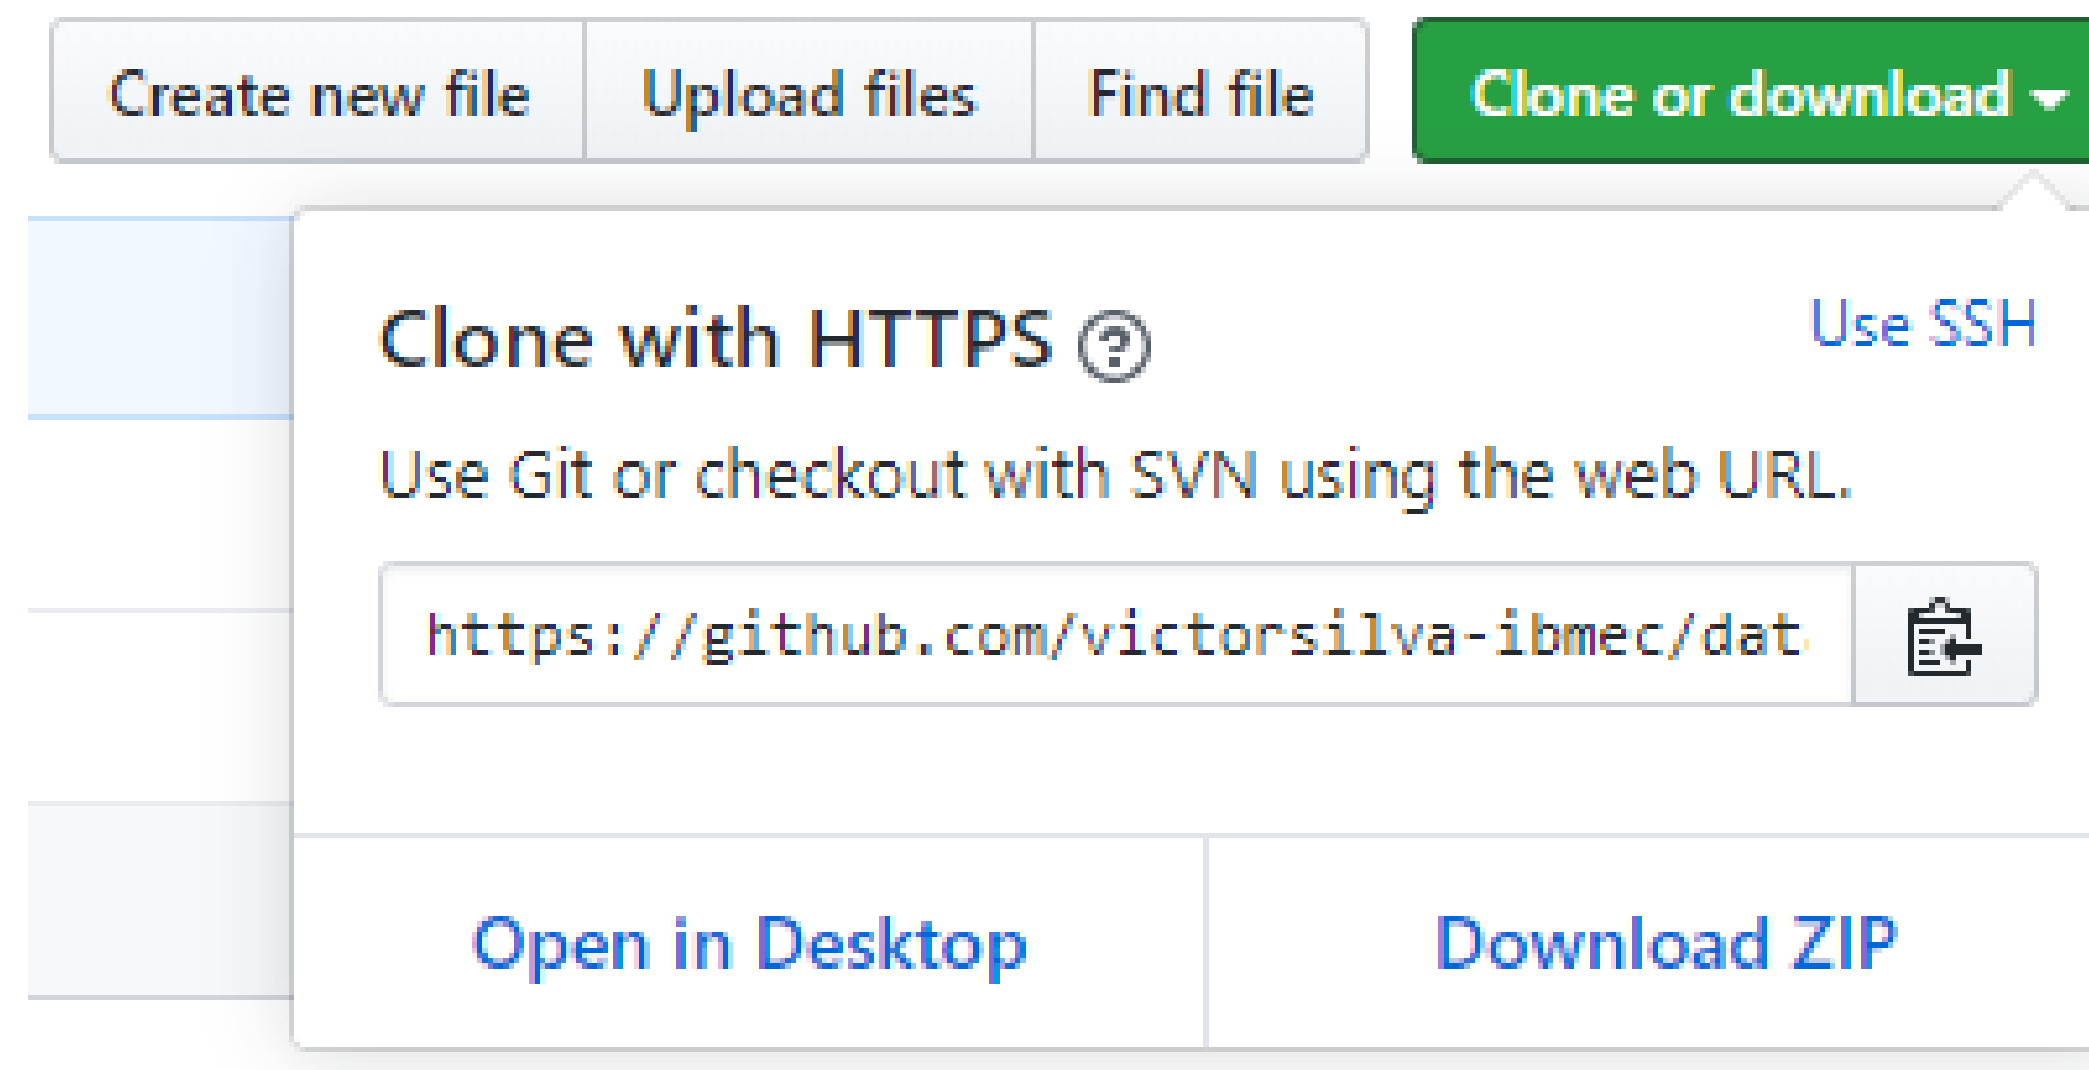 Create new file Upload files Find file Clone or download
Clone with HTTPS Use SSH
Use Git or checkout with SVN using the web URL.
https://github.com/victorsilva-ibmec/dat
Open in Desktop Download ZIP